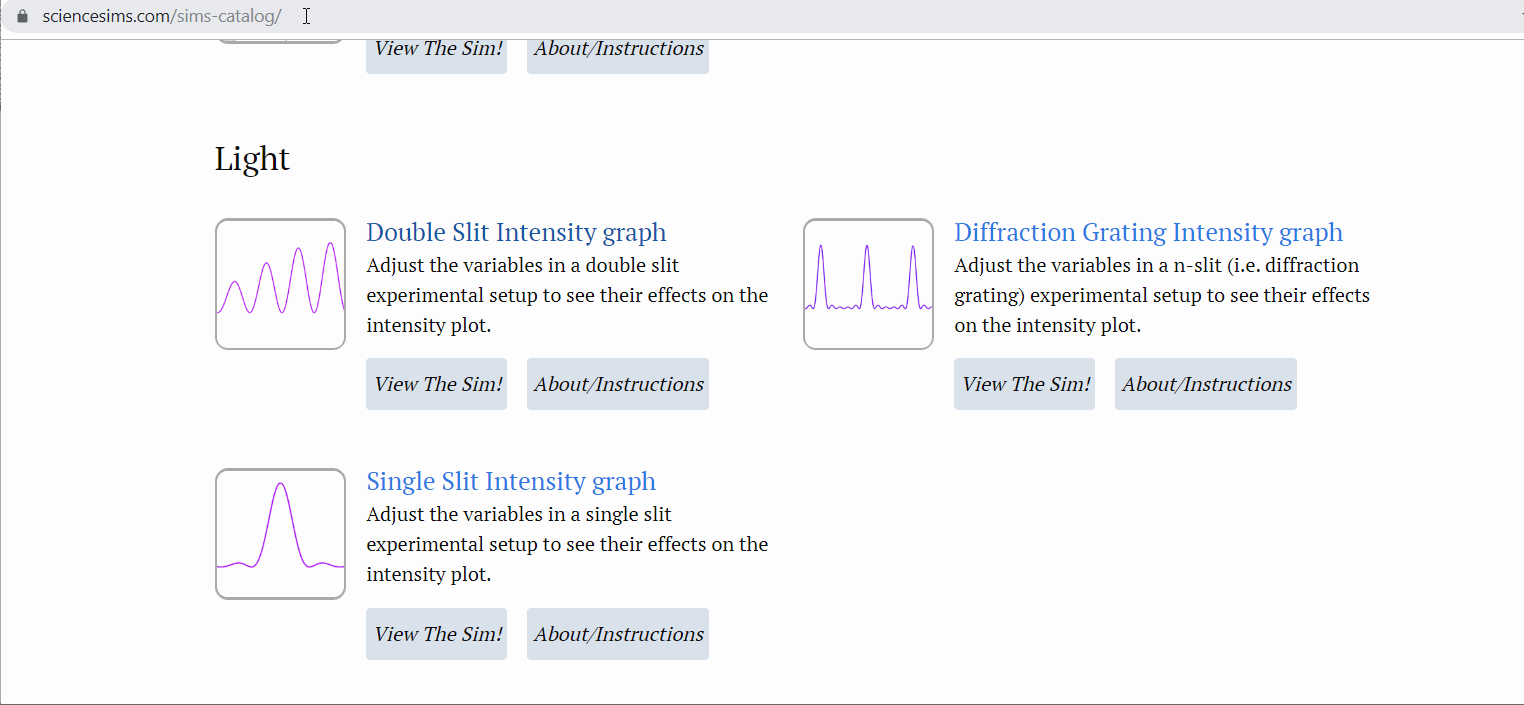 sciencesims.com/sims-catalog/
View The Sim! About/Instructions
Light
Double Slit Intensity graph
Adjust the variables in a double slit
experimental setup to see their effects on the
intensity plot.
View The Sim! About/Instructions
Diffraction Grating Intensity graph
Adjust the variables in a n-slit (i.e. diffraction
grating) experimental setup to see their effects
on the intensity plot.
View The Sim! About/Instructions
Single Slit Intensity graph
Adjust the variables in a single slit
experimental setup to see their effects on the
intensity plot.
View The Sim! About/Instructions